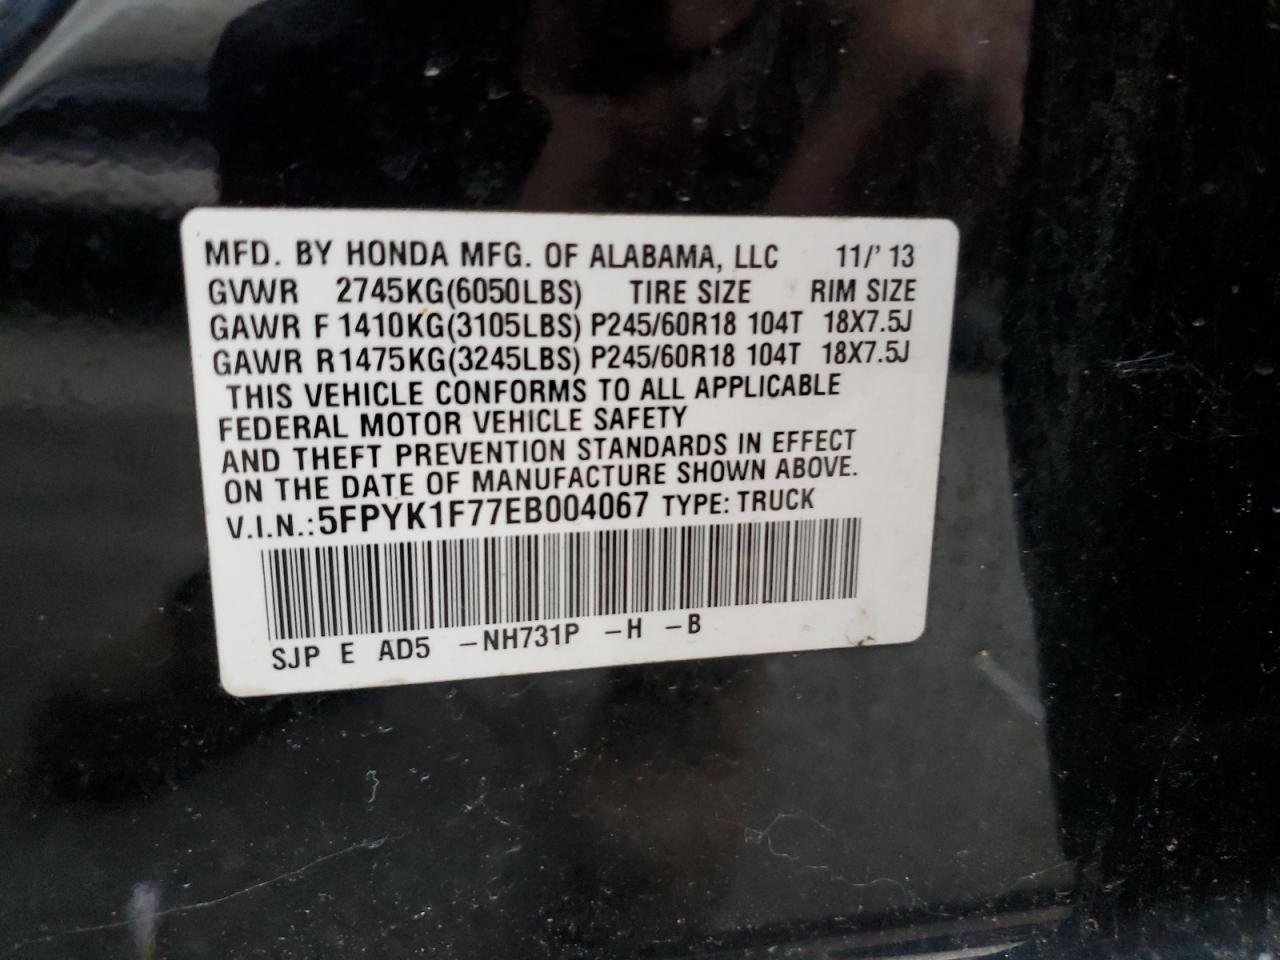 MFD. BY HONDA MFG. OF ALABAMA, LLC 11/'13
GVWR 2745KG(6050LBS) TIRE SIZE RIM SIZE
GAWR F 1410KG(3105LBS) P245/60R18 104T 18X7.5J
GAWR R 1475KG(3245LBS) P245/60R18 104T 18X7.5J
THIS VEHICLE CONFORMS TO ALL APPLICABLE
FEDERAL MOTOR VEHICLE SAFETY
AND THEFT PREVENTION STANDARDS IN EFFECT
ON THE DATE OF MANUFACTURE SHOWN ABOVE.
V.I.N.: 5FPYK1F77EB004067 TYPE: TRUCK
SJP E AD5 -NH731P -H -B